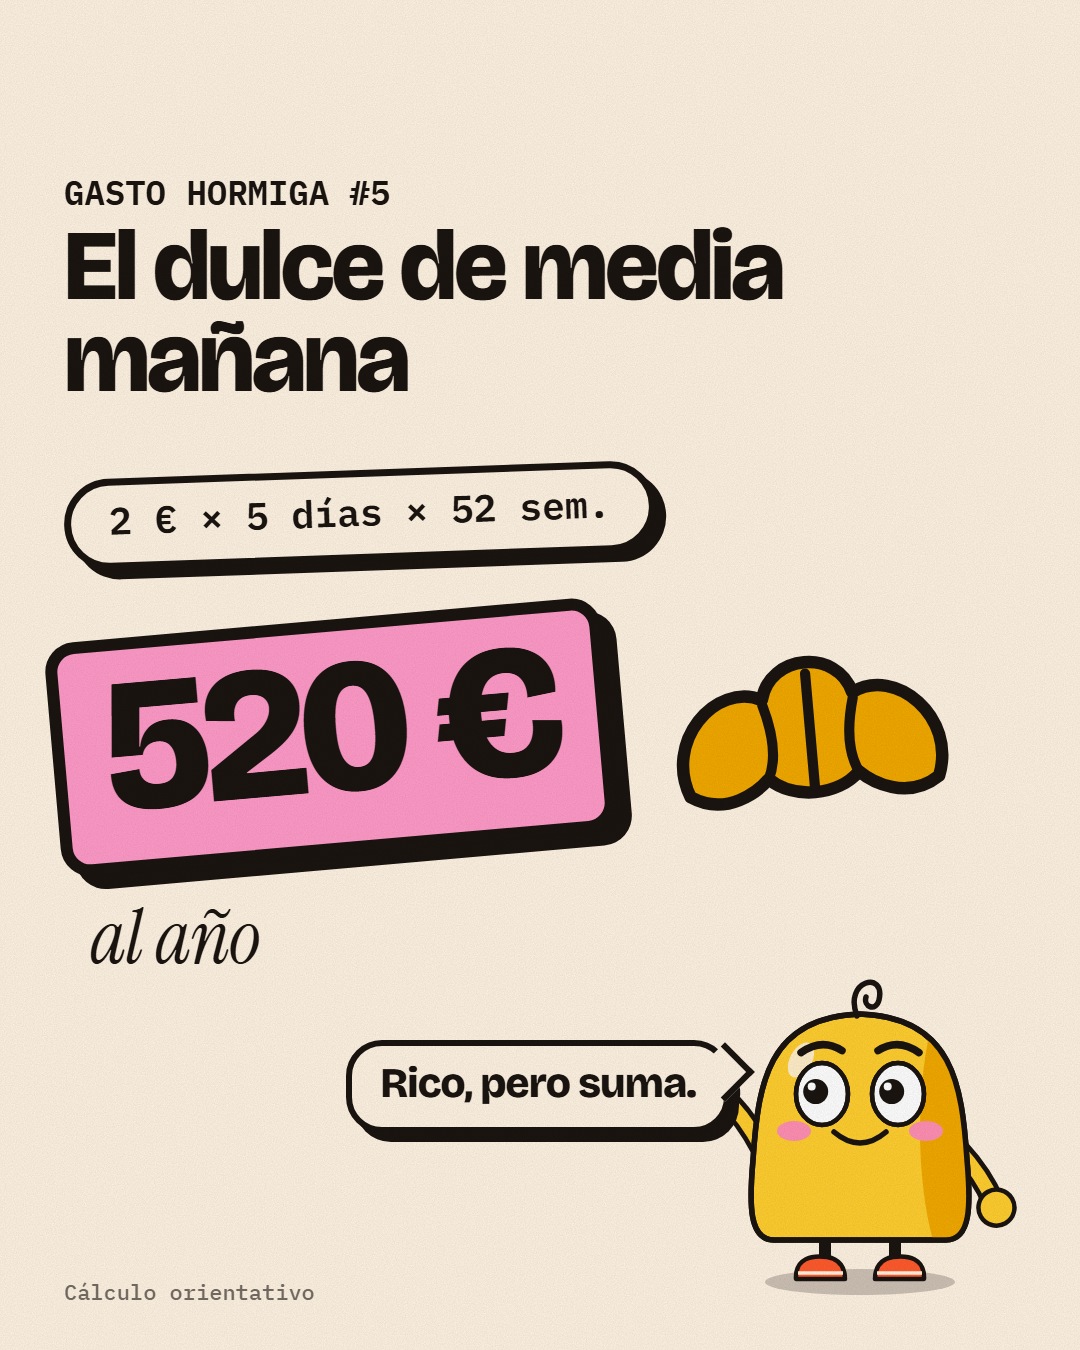 GASTO HORMIGA #5
El dulce de media
mañana
2 € × 5 días × 52 sem.
520 €
al año
Rico, pero suma.
Cálculo orientativo